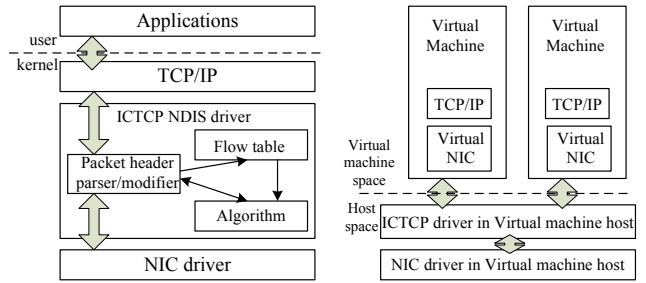 Applications
user
kernel
TCP/IP
ICTCP NDIS driver
Flow table
Packet header
parser/modifier
Algorithm
NIC driver
Virtual
Machine
TCP/IP
Virtual
NIC
Virtual
Machine
TCP/IP
Virtual
NIC
Virtual
machine
space
Host
space
ICTCP driver in Virtual machine host
NIC driver in Virtual machine host